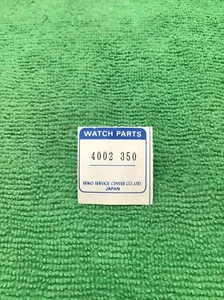 WATCH PARTS
4002 350
SEIKO SERVICE CENTER CO., LTD.
JAPAN